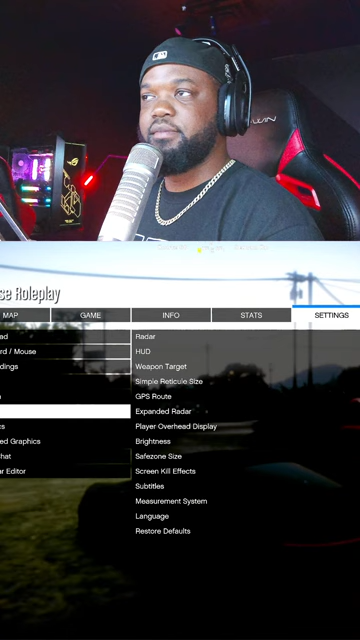 se Roleplay
MAP GAME INFO STATS SETTINGS
ad Radar
rd / Mouse HUD
dings Weapon Target
Simple Reticule Size
GPS Route
Expanded Radar
cs Player Overhead Display
ed Graphics Brightness
hat Safezone Size
ar Editor Screen Kill Effects
Subtitles
Measurement System
Language
Restore Defaults